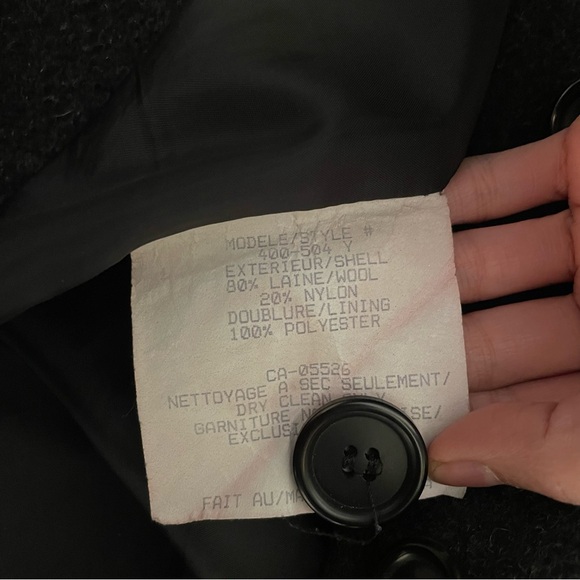 MODELE/STYLE #
400-504 Y
EXTERIEUR/SHELL
80% LAINE/WOOL
20% NYLON
DOUBLURE/LINING
100% POLYESTER
CA-05526
NETTOYAGE A SEC SEULEMENT/
DRY CLEAN ONLY
GARNITURE
FAIT AU/